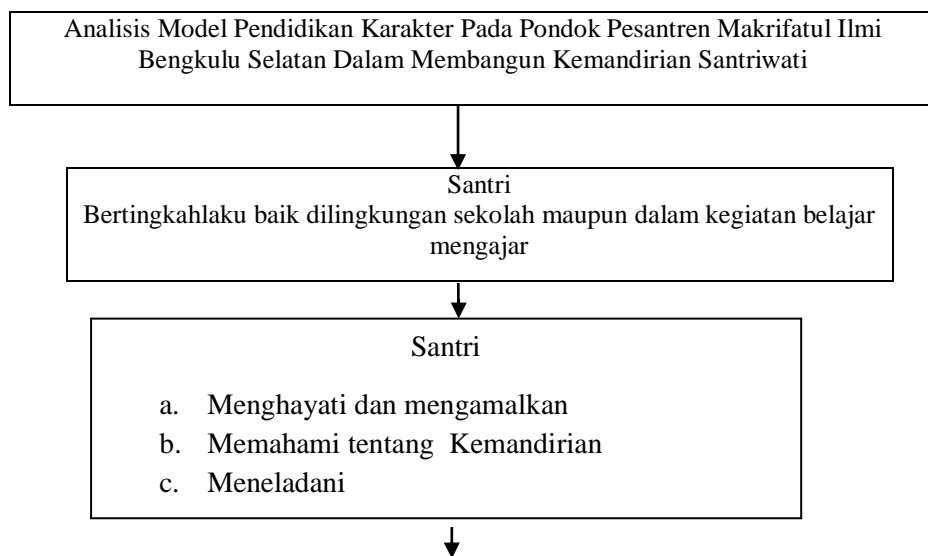 Analisis Model Pendidikan Karakter Pada Pondok Pesantren Makrifatul Ilmi
Bengkulu Selatan Dalam Membangun Kemandirian Santriwati
Santri
Bertingkahlaku baik dilingkungan sekolah maupun dalam kegiatan belajar
mengajar
Santri
a. Menghayati dan mengamalkan
b. Memahami tentang Kemandirian
c. Meneladani